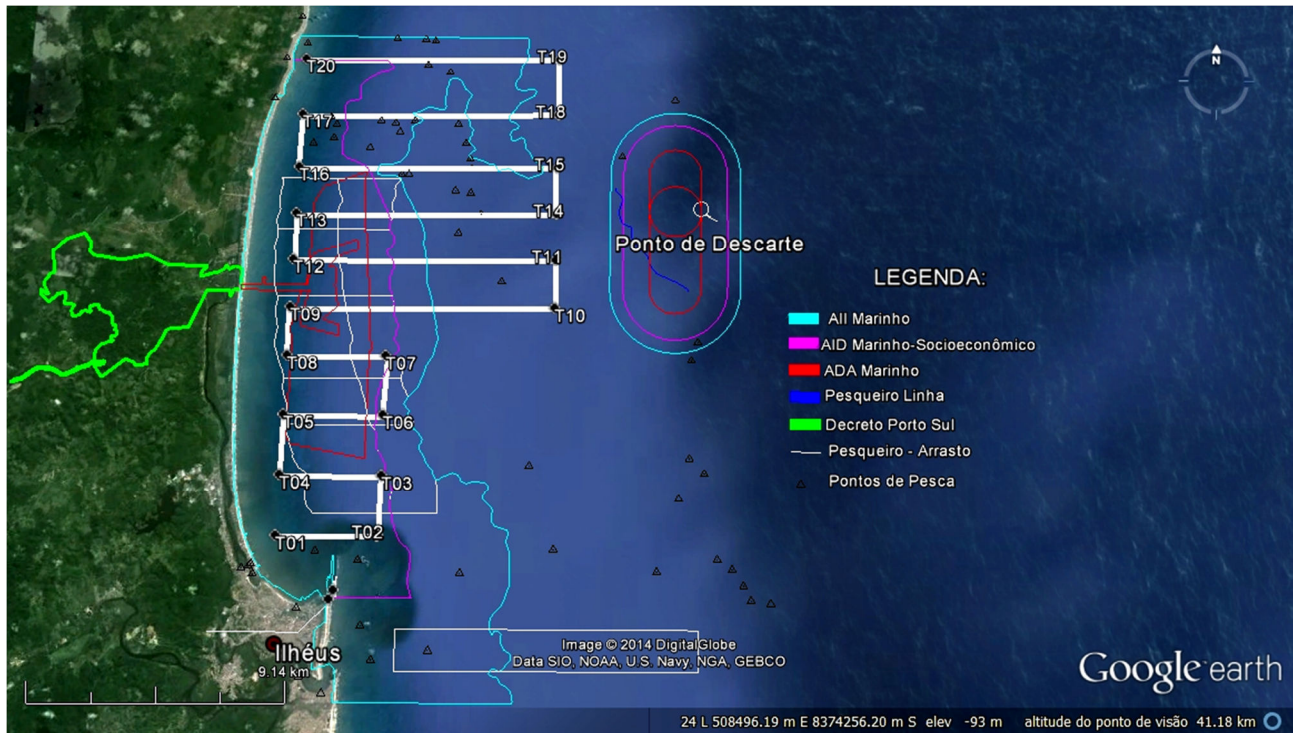 T20
T19
T17
T18
T16
T15
T13
T14
T12
T11
T09
T10
T08
T07
T05
T06
T04
T03
T01
T02
N
Ponto de Descarte
LEGENDA:
AII Marinho
AID Marinho-Socioeconômico
ADA Marinho
Pesqueiro Linha
Decreto Porto Sul
Pesqueiro - Arrasto
Pontos de Pesca
Ilhéus
9.14 km
Image © 2014 DigitalGlobe
Data SIO, NOAA, U.S. Navy, NGA, GEBCO
Google earth
24 L 508496.19 m E 8374256.20 m S elev -93 m altitude do ponto de visão 41.18 km